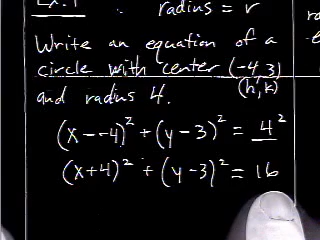 Ex. 1
radius = r
Write an equation of a
circle with center (-4, 3)
(h, k)
and radius 4.
(x--4)² + (y-3)² = 4²
(x+4)² + (y-3)² = 16